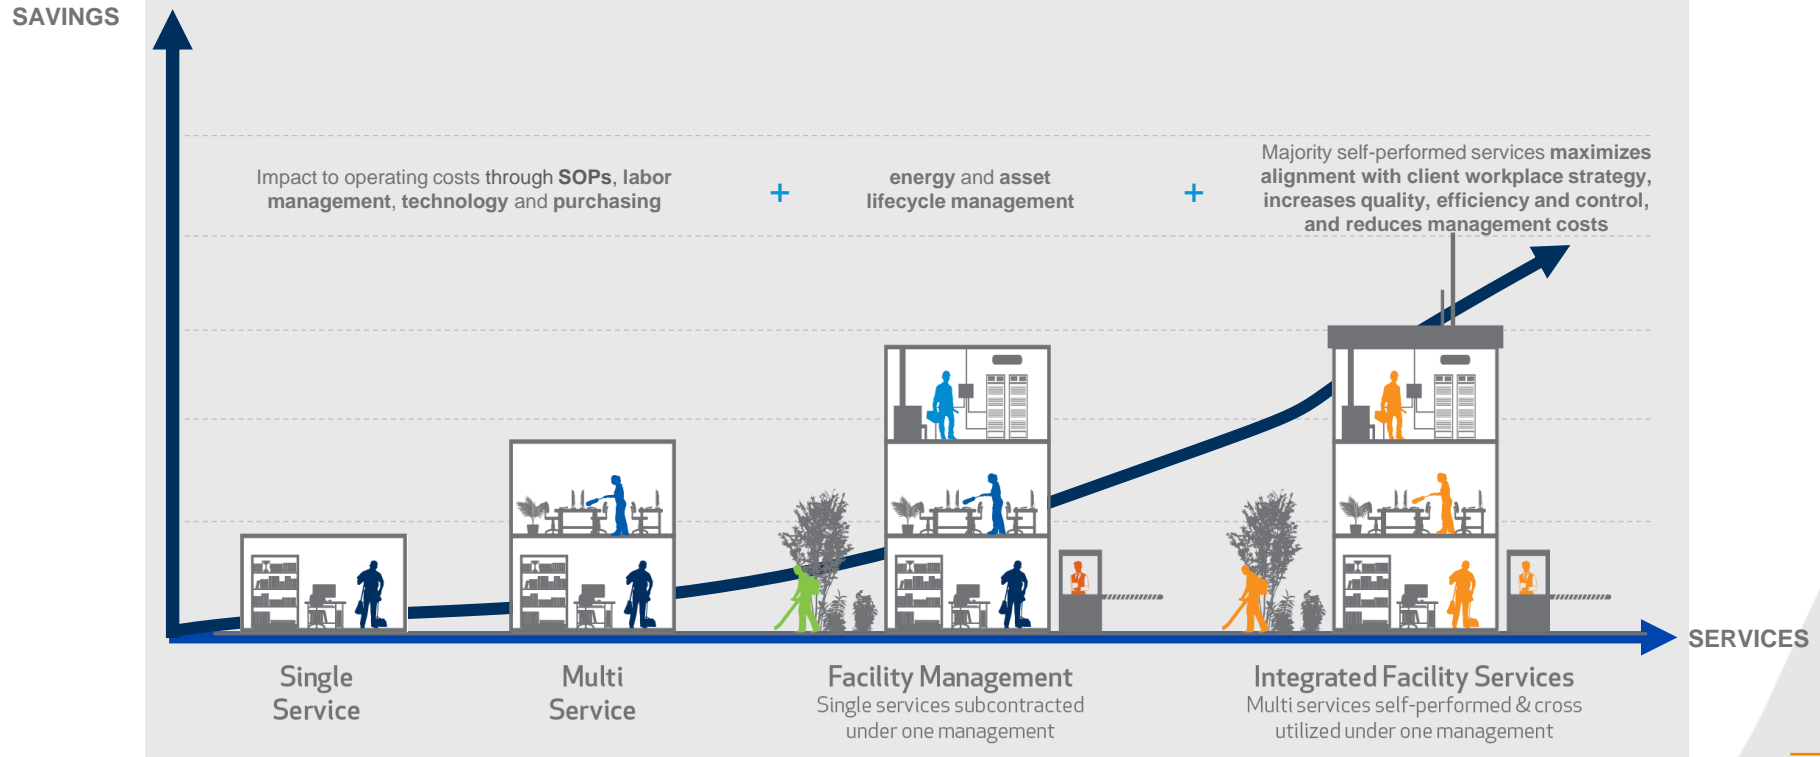 SAVINGS
Impact to operating costs through SOPs, labor
management, technology and purchasing
+
energy and asset
lifecycle management
+
Majority self-performed services maximizes
alignment with client workplace strategy,
increases quality, efficiency and control,
and reduces management costs
SERVICES
Single
Service
Multi
Service
Facility Management
Single services subcontracted
under one management
Integrated Facility Services
Multi services self-performed & cross
utilized under one management